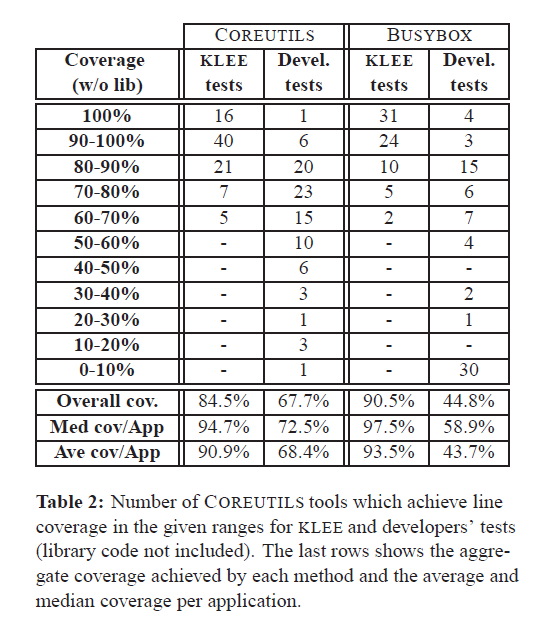 COREUTILS BUSYBOX
Coverage KLEE Devel. KLEE Devel.
(w/o lib) tests tests tests tests
100% 16 1 31 4
90-100% 40 6 24 3
80-90% 21 20 10 15
70-80% 7 23 5 6
60-70% 5 15 2 7
50-60% - 10 - 4
40-50% - 6 - -
30-40% - 3 - 2
20-30% - 1 - 1
10-20% - 3 - -
0-10% - 1 - 30
Overall cov. 84.5% 67.7% 90.5% 44.8%
Med cov/App 94.7% 72.5% 97.5% 58.9%
Ave cov/App 90.9% 68.4% 93.5% 43.7%
Table 2: Number of COREUTILS tools which achieve line
coverage in the given ranges for KLEE and developers' tests
(library code not included). The last rows shows the aggre-
gate coverage achieved by each method and the average and
median coverage per application.